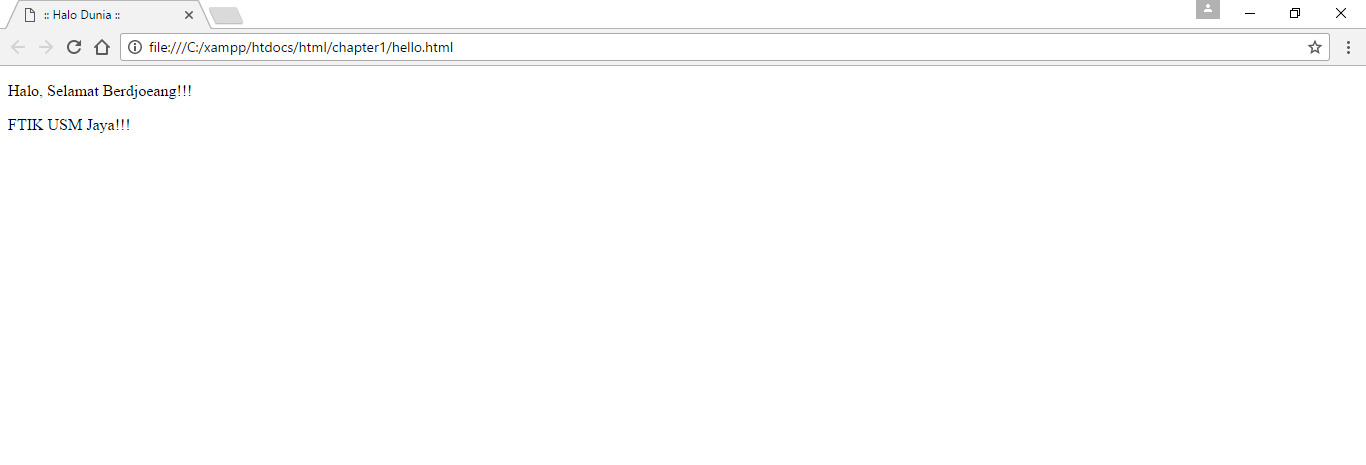 :: Halo Dunia ::
file:///C:/xampp/htdocs/html/chapter1/hello.html
Halo, Selamat Berdjoeang!!!
FTIK USM Jaya!!!